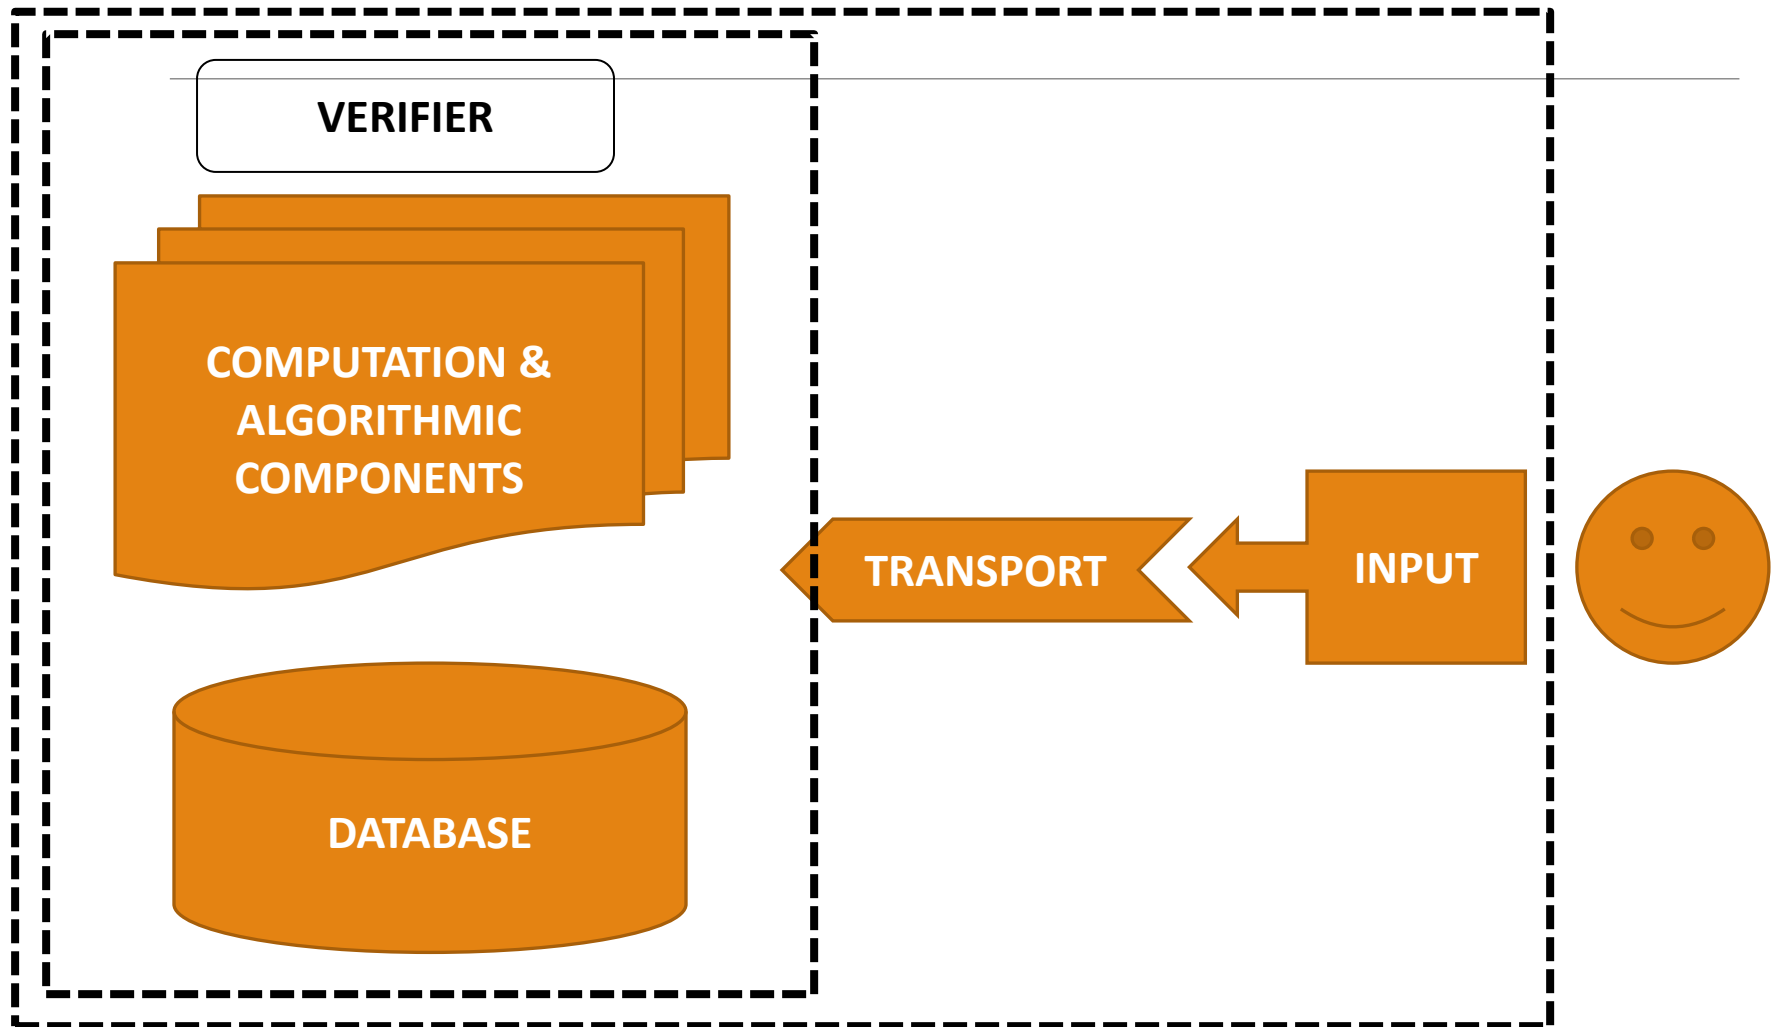 VERIFIER
COMPUTATION &
ALGORITHMIC
COMPONENTS
TRANSPORT
INPUT
DATABASE